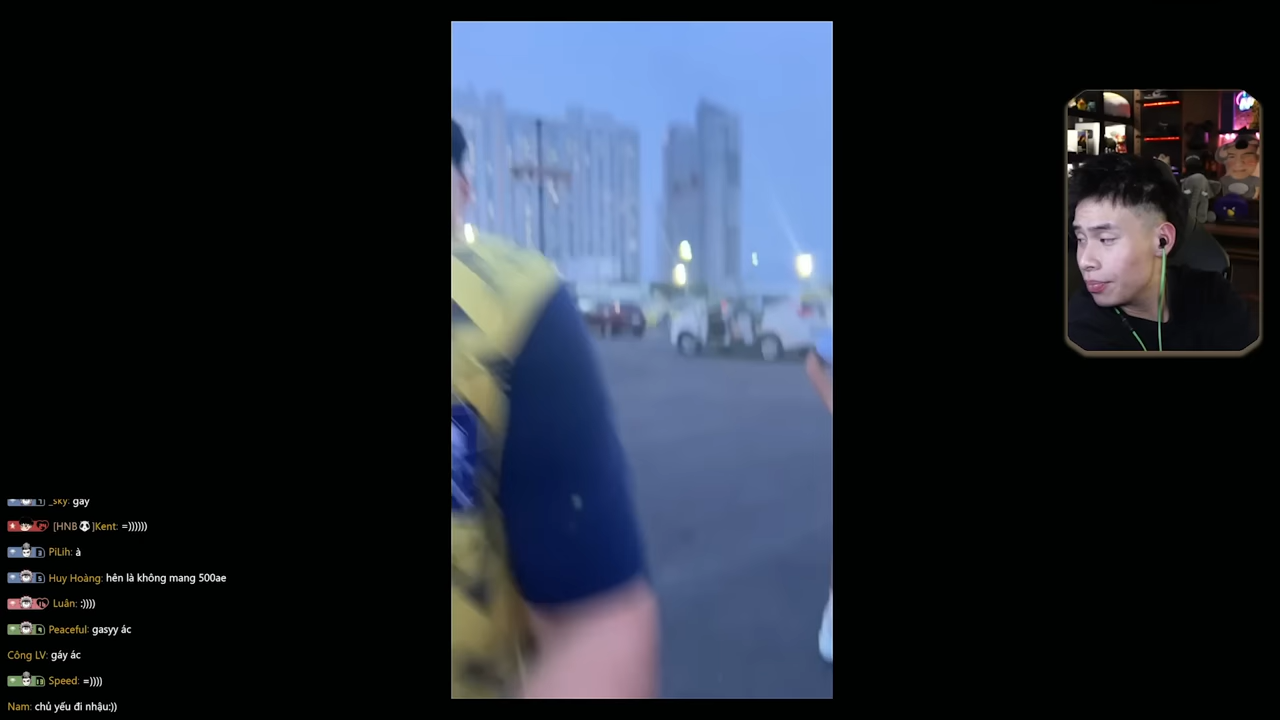 _sky: gay
[HNB]Kent: =))))))
PiLih: à
Huy Hoàng: hên là không mang 500ae
Luân: :))))
Peaceful: gasyy ác
Công LV: gáy ác
Speed: =))))
Nam: chủ yếu đi nhậu:))